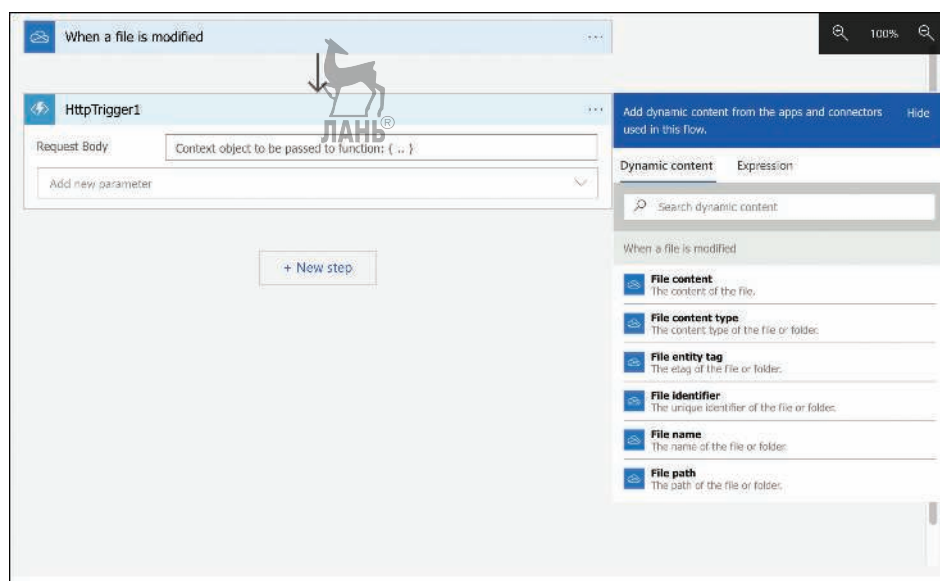 When a file is modified
...
100%
ЛАНЬ®
HttpTrigger1
...
Request Body
Context object to be passed to function: { .. }
Add new parameter
+ New step
Add dynamic content from the apps and connectors
used in this flow.
Hide
Dynamic content
Expression
Search dynamic content
When a file is modified
File content
The content of the file.
File content type
The content type of the file or folder.
File entity tag
The etag of the file or folder.
File identifier
The unique identifier of the file or folder.
File name
The name of the file or folder.
File path
The path of the file or folder.